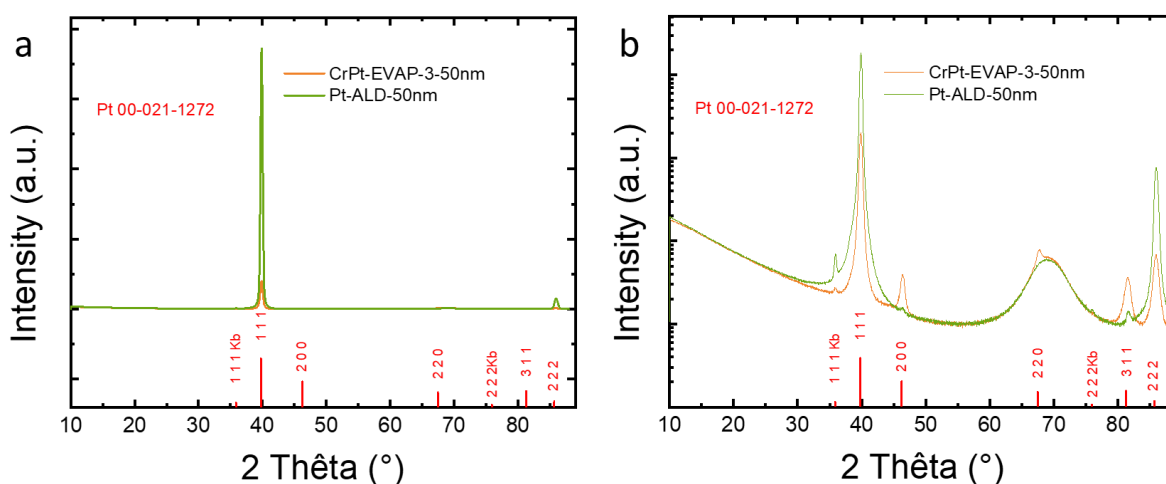 a
CrPt-EVAP-3-50nm
Pt-ALD-50nm
Pt 00-021-1272
Intensity (a.u.)
1 1 1 Kb
1 1 1
2 0 0
2 2 0
2 2 2Kb
3 1 1
2 2 2
10 20 30 40 50 60 70 80
2 Thêta (°)
b
CrPt-EVAP-3-50nm
Pt-ALD-50nm
Pt 00-021-1272
Intensity (a.u.)
1 1 1 Kb
1 1 1
2 0 0
2 2 0
2 2 2Kb
3 1 1
2 2 2
10 20 30 40 50 60 70 80
2 Thêta (°)